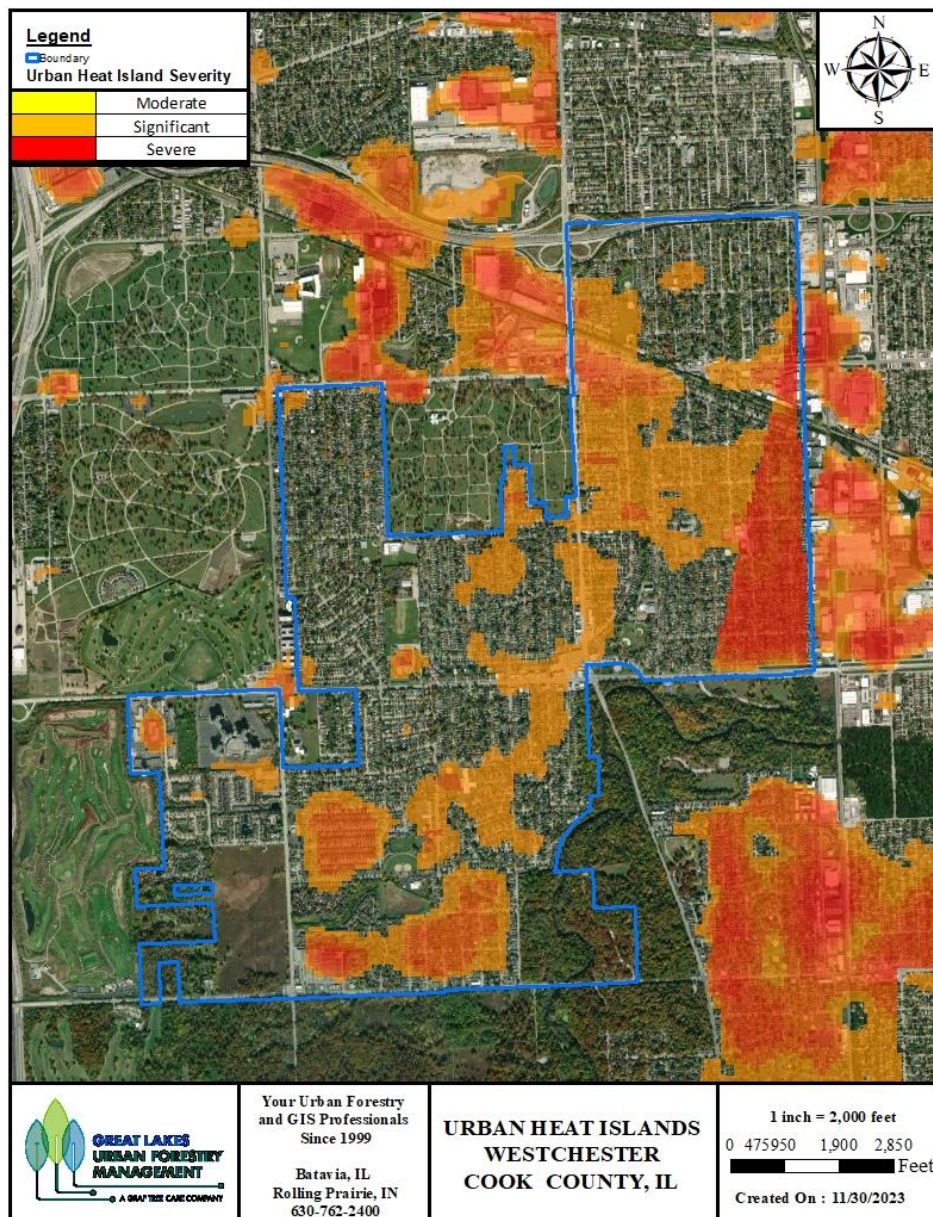 Legend
Boundary
Urban Heat Island Severity
Moderate
Significant
Severe
N
W E
S
GREAT LAKES
URBAN FORESTRY
MANAGEMENT
A GRAF TREE CARE COMPANY
Your Urban Forestry
and GIS Professionals
Since 1999
Batavia, IL
Rolling Prairie, IN
630-762-2400
URBAN HEAT ISLANDS
WESTCHESTER
COOK COUNTY, IL
1 inch = 2,000 feet
0 475950 1,900 2,850
Feet
Created On : 11/30/2023